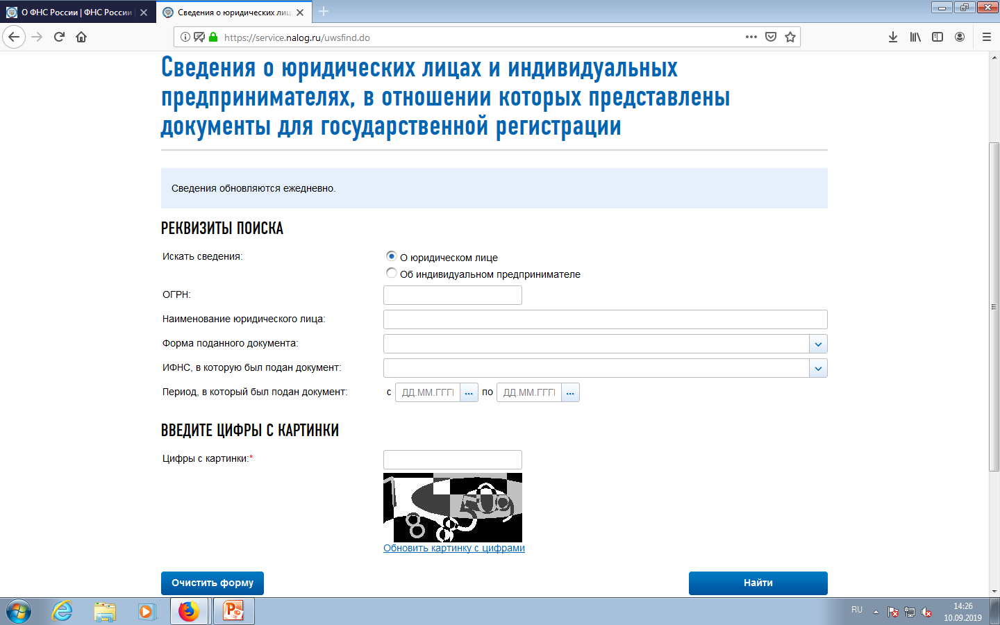 О ФНС России | ФНС России
Сведения о юридических лиц
https://service.nalog.ru/uwsfind.do
Сведения о юридических лицах и индивидуальных
предпринимателях, в отношении которых представлены
документы для государственной регистрации
Сведения обновляются ежедневно.
РЕКВИЗИТЫ ПОИСКА
Искать сведения:
О юридическом лице
Об индивидуальном предпринимателе
ОГРН:
Наименование юридического лица:
Форма поданного документа:
ИФНС, в которую был подан документ:
Период, в который был подан документ: с ДД.ММ.ГГГГ ... по ДД.ММ.ГГГГ ...
ВВЕДИТЕ ЦИФРЫ С КАРТИНКИ
Цифры с картинки:*
Обновить картинку с цифрами
Очистить форму
Найти
RU
14:26
10.09.2019